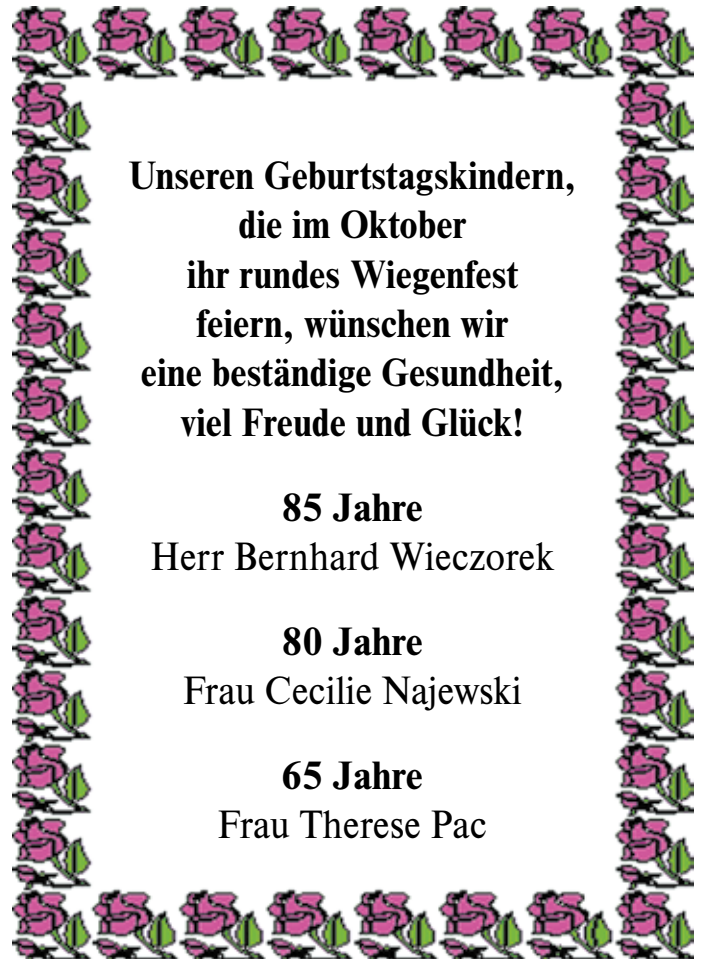 Unseren Geburtstagskindern,
die im Oktober
ihr rundes Wiegenfest
feiern, wünschen wir
eine beständige Gesundheit,
viel Freude und Glück!
85 Jahre
Herr Bernhard Wieczorek
80 Jahre
Frau Cecilie Najewski
65 Jahre
Frau Therese Pac